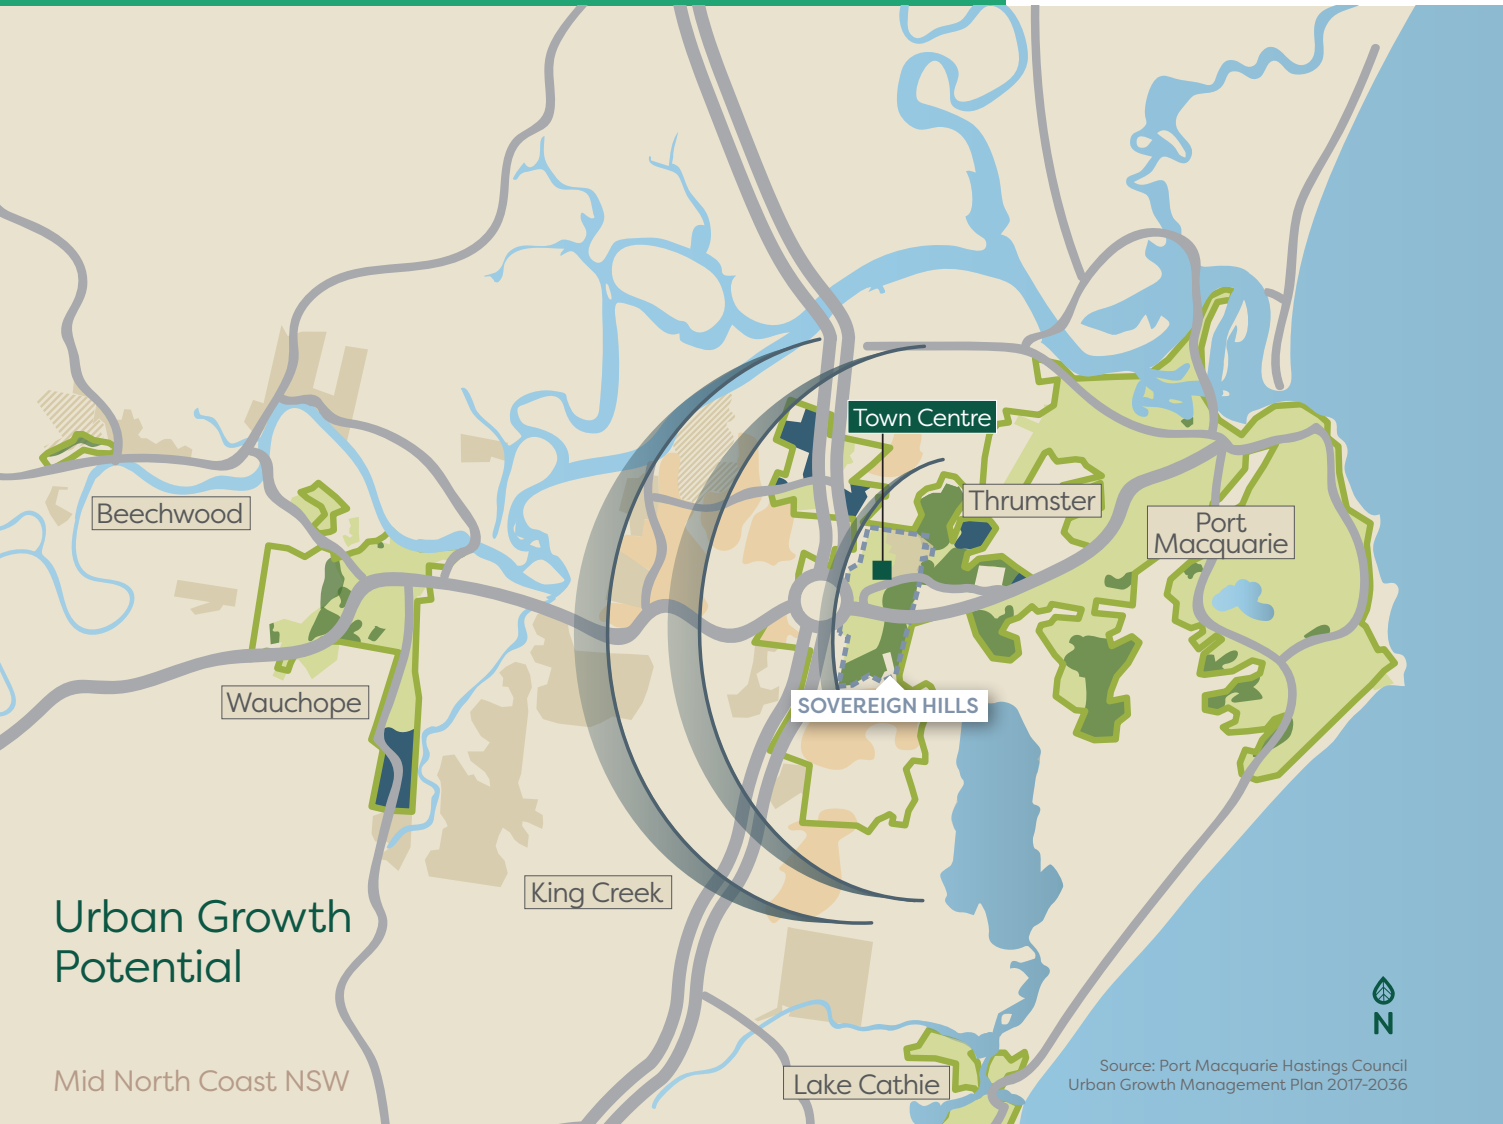 Town Centre
Thrumster
Beechwood
Port
Macquarie
Wauchope
SOVEREIGN HILLS
King Creek
Urban Growth
Potential
N
Mid North Coast NSW
Lake Cathie
Source: Port Macquarie Hastings Council
Urban Growth Management Plan 2017-2036